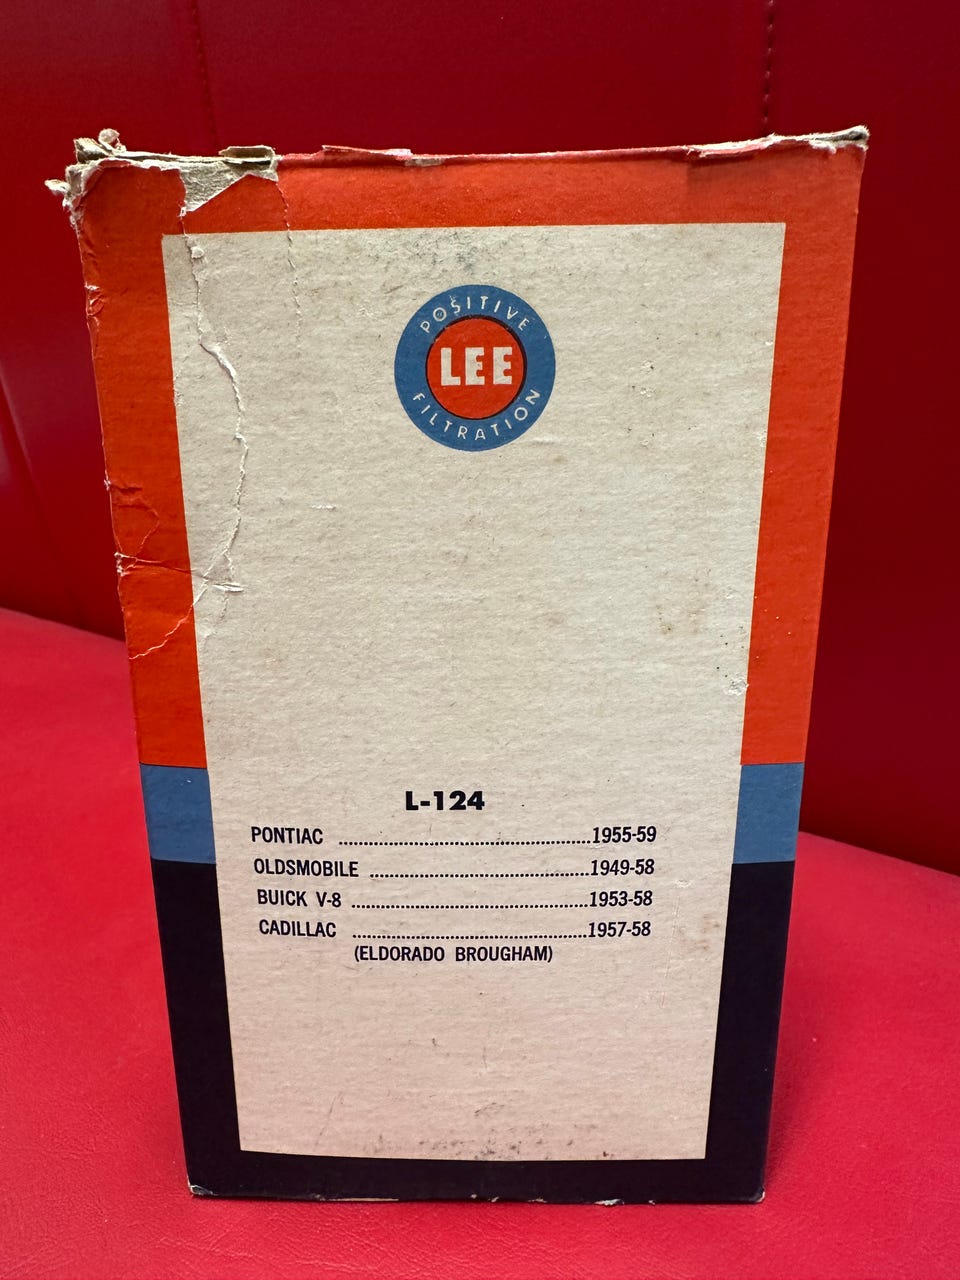 POSITIVE
LEE
FILTRATION
L-124
PONTIAC ................................................1955-59
OLDSMOBILE ..........................................1949-58
BUICK V-8 .............................................1953-58
CADILLAC .............................................1957-58
(ELDORADO BROUGHAM)